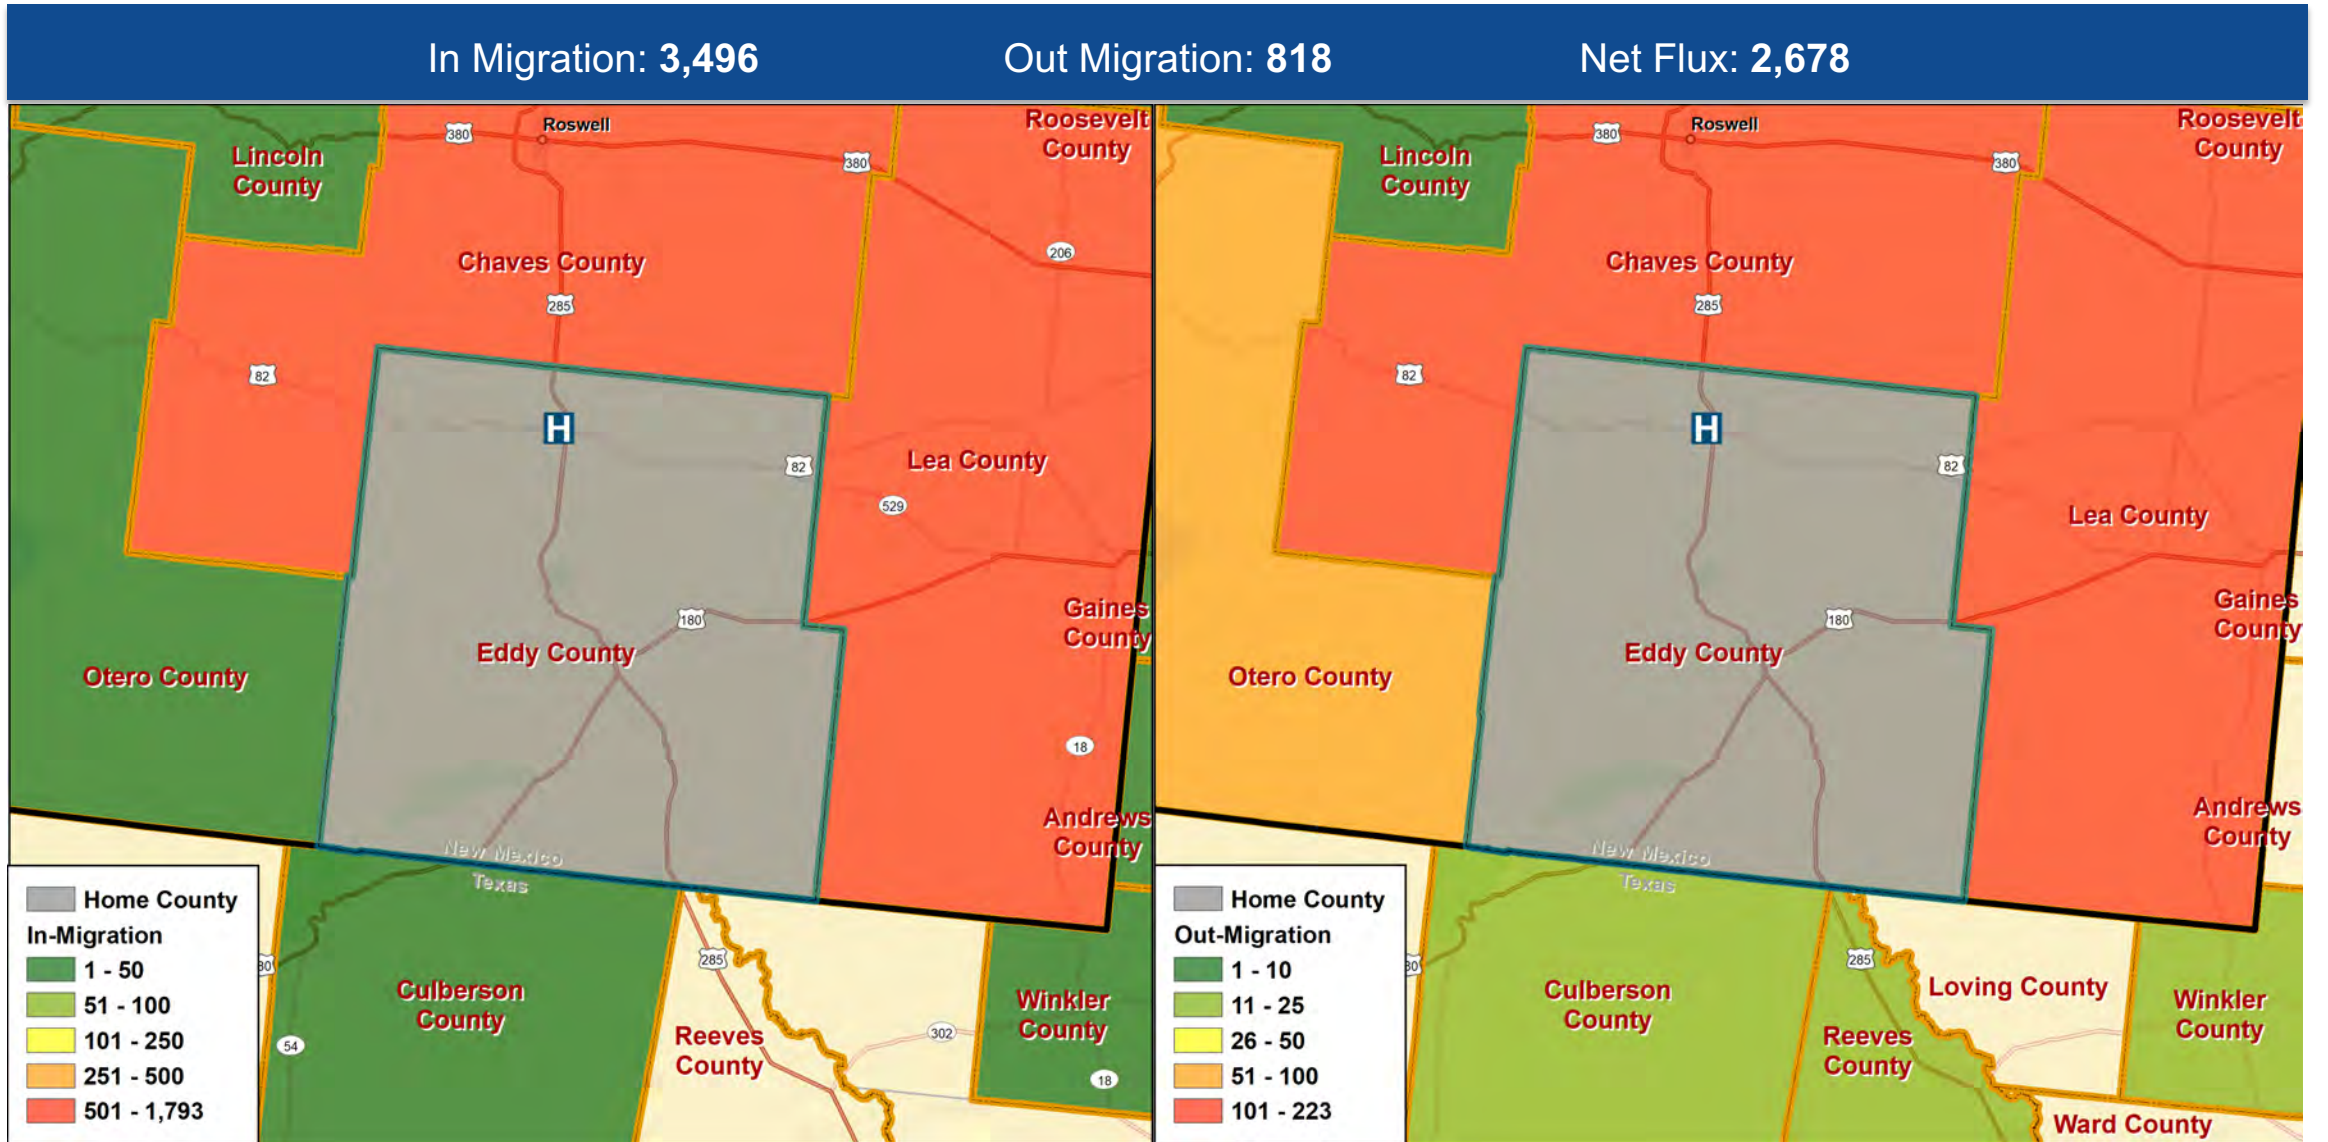 In Migration: 3,496
Out Migration: 818
Net Flux: 2,678
Roswell
380
380
Roosevelt
County
Lincoln
County
206
Chaves County
285
82
H
82
Lea County
529
Gaines
County
180
Eddy County
Otero County
18
Andrews
County
New Mexico
Texas
Home County
In-Migration
1 - 50
51 - 100
101 - 250
251 - 500
501 - 1,793
54
Culberson
County
285
Reeves
County
302
Winkler
County
18
Roswell
380
380
Roosevelt
County
Lincoln
County
Chaves County
285
82
H
82
Lea County
Gaines
County
180
Eddy County
Otero County
Andrews
County
New Mexico
Texas
Home County
Out-Migration
1 - 10
11 - 25
26 - 50
51 - 100
101 - 223
Culberson
County
285
Loving County
Reeves
County
Winkler
County
Ward County